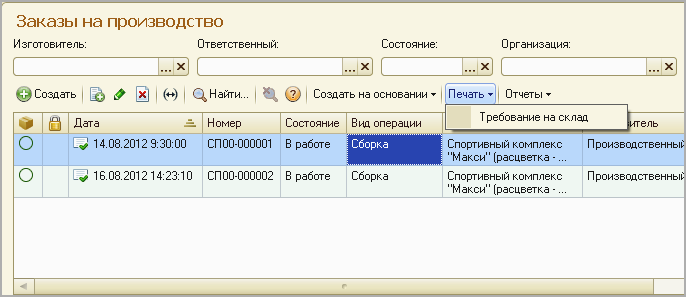 Заказы на производство
Изготовитель: Ответственный: Состояние: Организация:
... × ... × ... × ... ×
Создать Найти... Создать на основании Печать Отчеты
Требование на склад
Дата Номер Состояние Вид операции
14.08.2012 9:30:00 СП00-000001 В работе Сборка Спортивный комплекс Производственный
"Макси" (расцветка - ...
16.08.2012 14:23:10 СП00-000002 В работе Сборка Спортивный комплекс Производственный
"Макси" (расцветка - ...